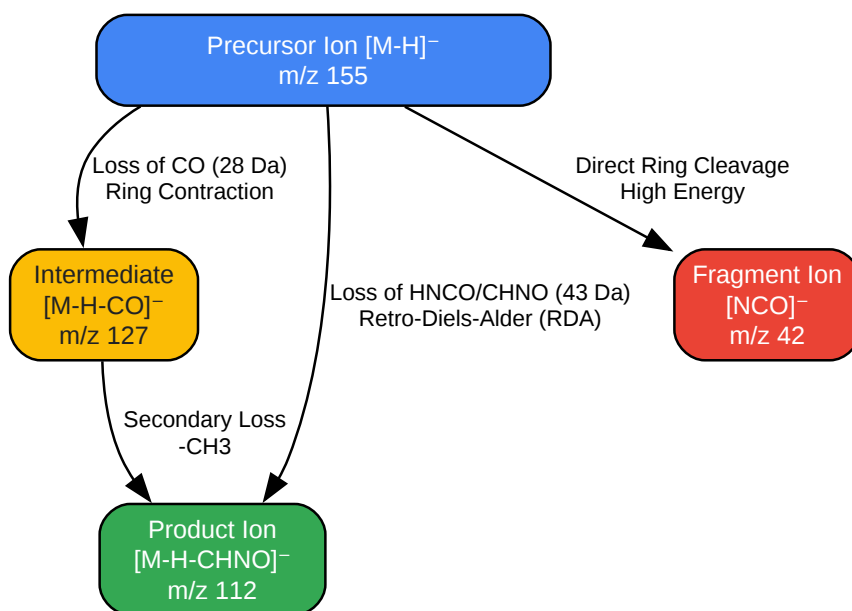 Precursor Ion [M-H]⁻
m/z 155
Loss of CO (28 Da)
Ring Contraction
Direct Ring Cleavage
High Energy
Intermediate
[M-H-CO]⁻
m/z 127
Loss of HNCO/CHNO (43 Da)
Retro-Diels-Alder (RDA)
Fragment Ion
[NCO]⁻
m/z 42
Secondary Loss
-CH3
Product Ion
[M-H-CHNO]⁻
m/z 112